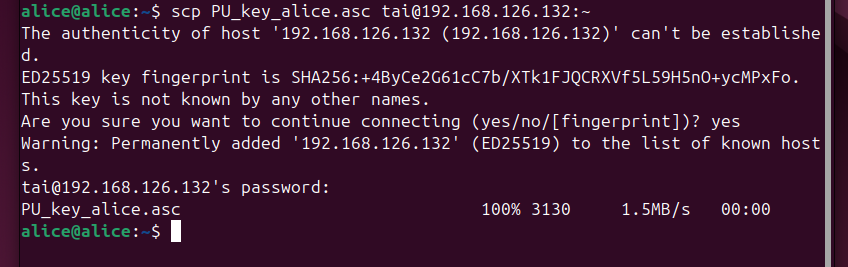 alice@alice:~$ scp PU_key_alice.asc tai@192.168.126.132:~
The authenticity of host '192.168.126.132 (192.168.126.132)' can't be establishe
d.
ED25519 key fingerprint is SHA256:+4ByCe2G61cC7b/XTk1FJQCRXVf5L59H5nO+ycMPxFo.
This key is not known by any other names.
Are you sure you want to continue connecting (yes/no/[fingerprint])? yes
Warning: Permanently added '192.168.126.132' (ED25519) to the list of known host
s.
tai@192.168.126.132's password:
PU_key_alice.asc 100% 3130 1.5MB/s 00:00
alice@alice:~$